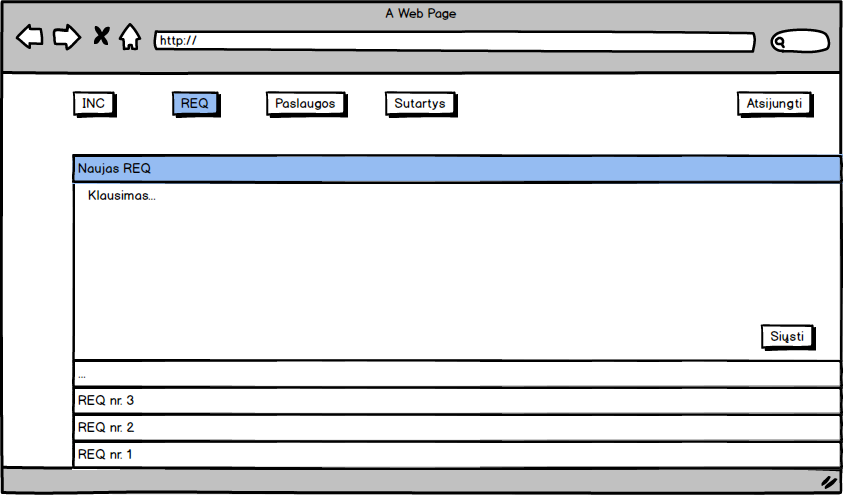 A Web Page
http://
INC REQ Paslaugos Sutartys Atsijungti
Naujas REQ
Klausimas...
Siųsti
...
REQ nr. 3
REQ nr. 2
REQ nr. 1